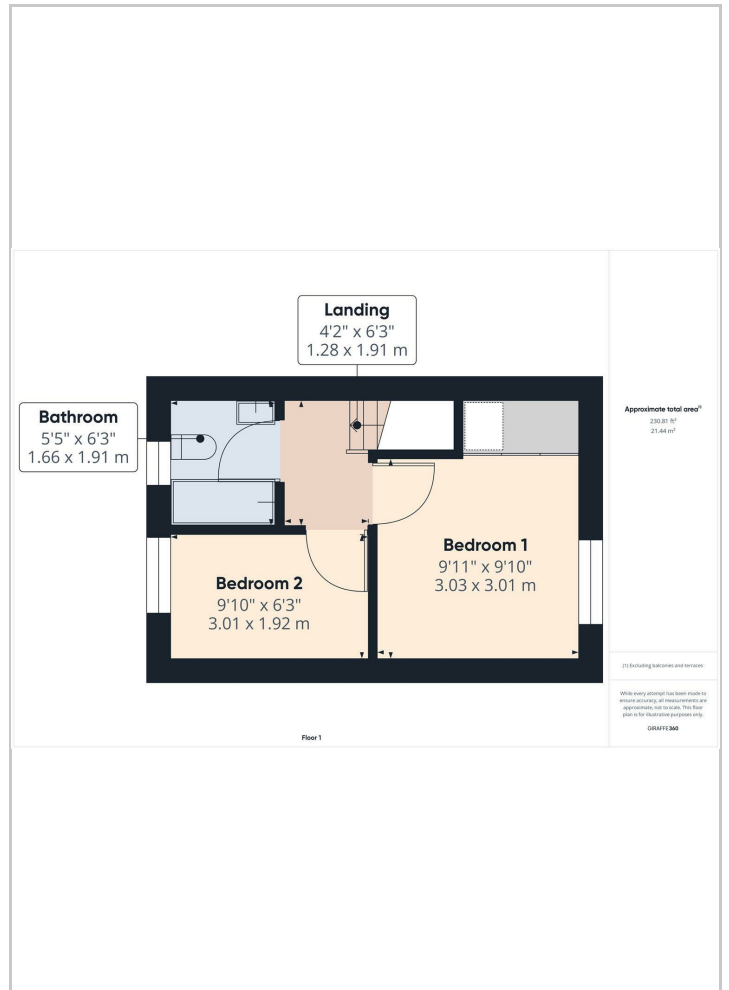 Landing
4'2" x 6'3"
1.28 x 1.91 m
Bathroom
5'5" x 6'3"
1.66 x 1.91 m
Bedroom 1
9'11" x 9'10"
3.03 x 3.01 m
Bedroom 2
9'10" x 6'3"
3.01 x 1.92 m
Floor 1
Approximate total area⁽¹⁾
230.81 ft²
21.44 m²
(1) Excluding balconies and terraces
While every attempt has been made to
ensure accuracy, all measurements are
approximate, not to scale. This floor
plan is for illustrative purposes only.
GIRAFFE360